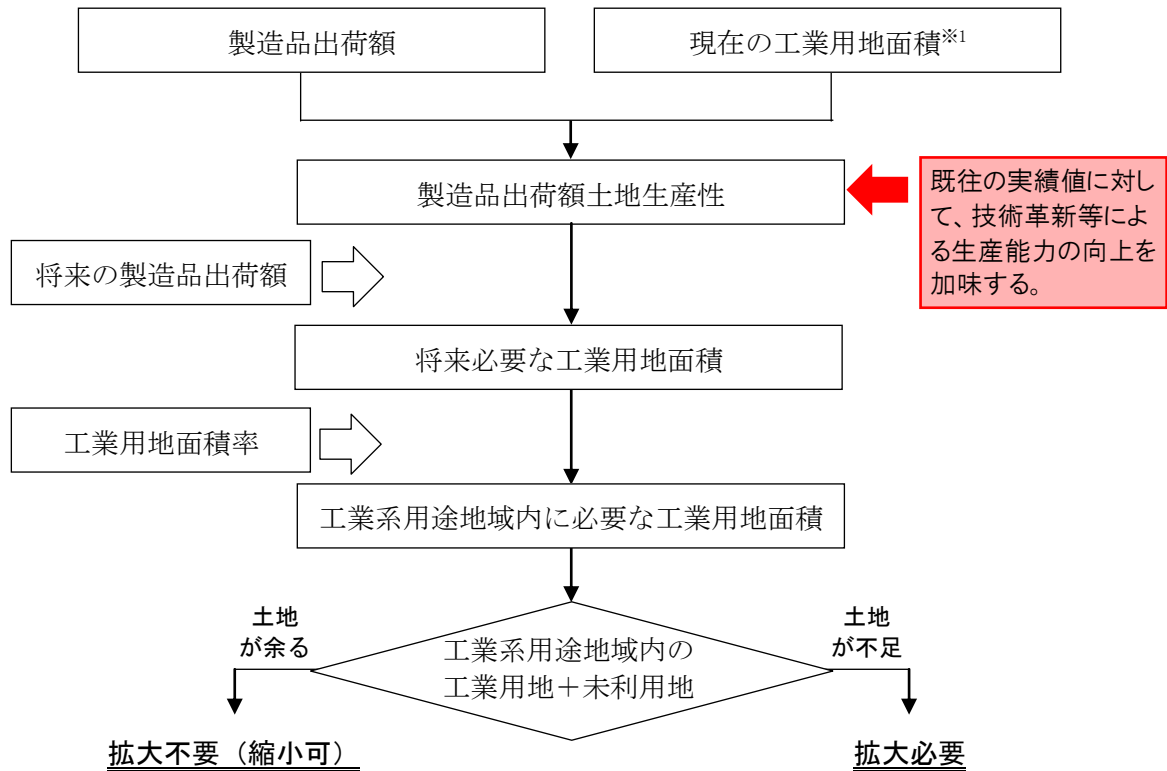 製造品出荷額
現在の工業用地面積※1
製造品出荷額土地生産性
既往の実績値に対し
て、技術革新等によ
る生産能力の向上を
加味する。
将来の製造品出荷額
将来必要な工業用地面積
工業用地面積率
工業系用途地域内に必要な工業用地面積
土地
が余る
土地
が不足
工業系用途地域内の
工業用地＋未利用地
拡大不要（縮小可）
拡大必要